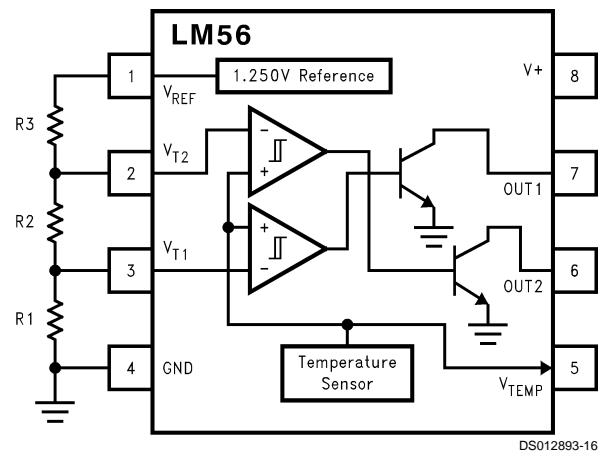 LM56
1
1.250V Reference
V+
8
VREF
R3
VT2
2
7
OUT1
R2
VT1
3
6
OUT2
R1
4
GND
Temperature
Sensor
5
VTEMP
- + + -
DS012893-16